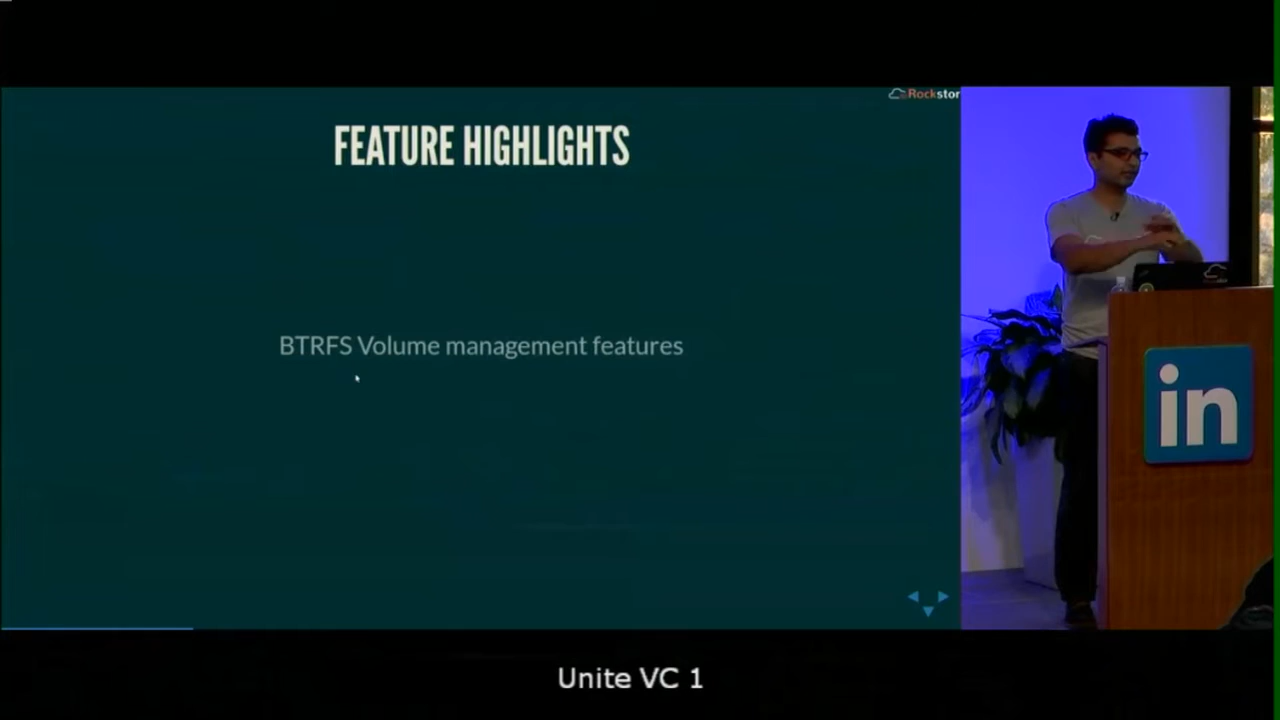 Rockstor
FEATURE HIGHLIGHTS
BTRFS Volume management features
in
Unite VC 1